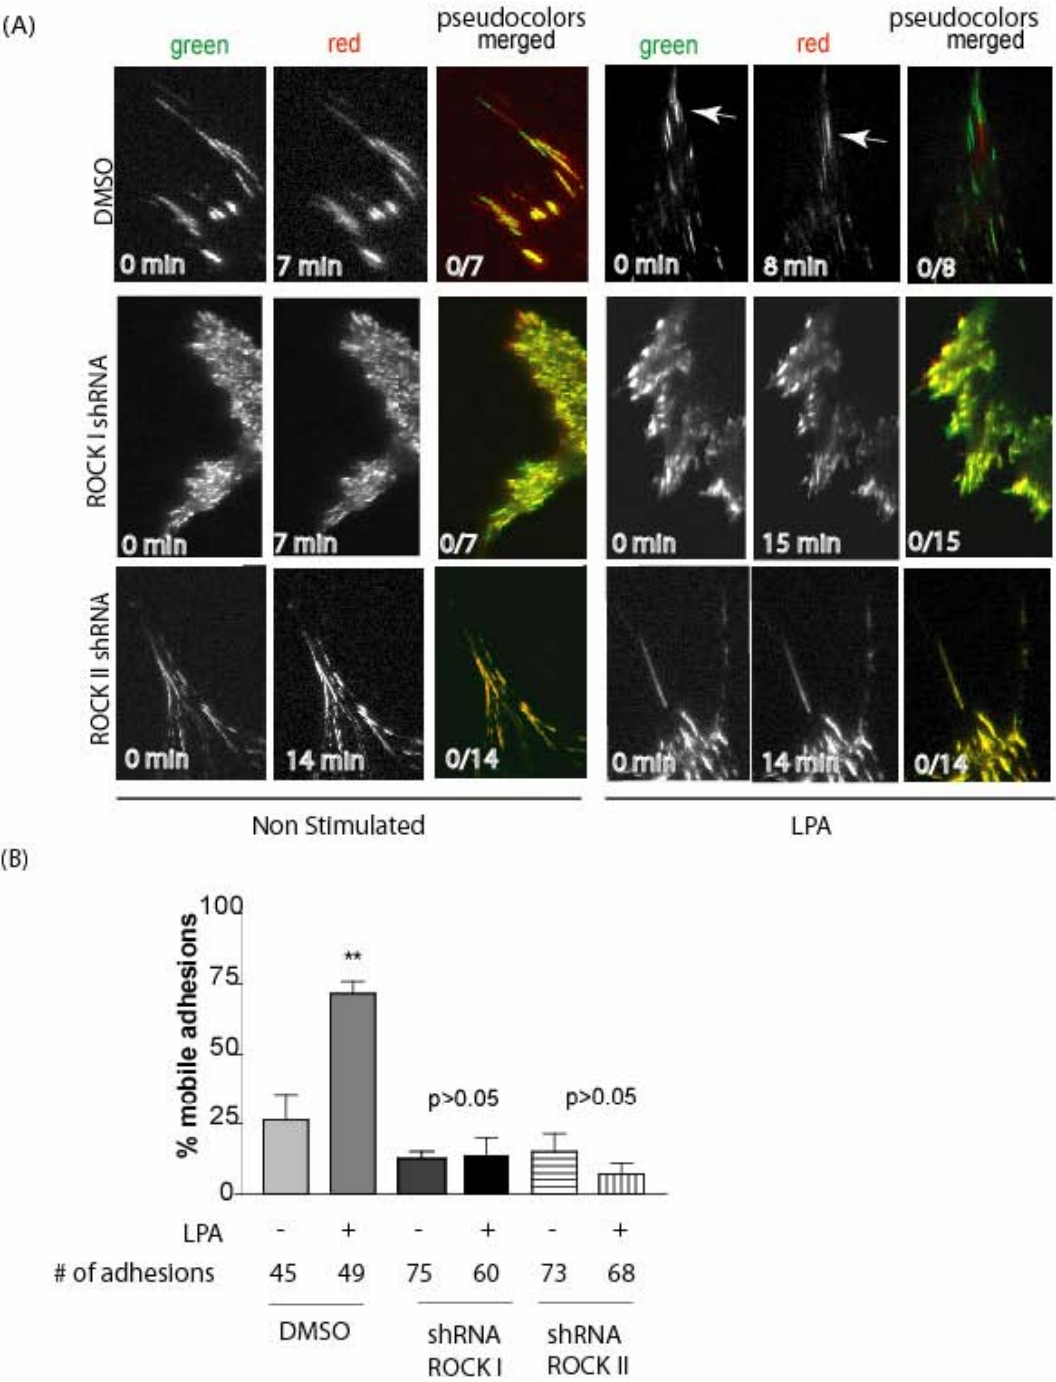 (A)
green red pseudocolors merged green red pseudocolors merged
DMSO
0 min 7 min 0/7 0 min 8 min 0/8
ROCK I shRNA
0 min 7 min 0/7 0 min 15 min 0/15
ROCK II shRNA
0 min 14 min 0/14 0 min 14 min 0/14
Non Stimulated LPA
(B)
% mobile adhesions
100
75
50
25
0
**
p>0.05 p>0.05
LPA - + - + - +
# of adhesions 45 49 75 60 73 68
DMSO shRNA ROCK I shRNA ROCK II